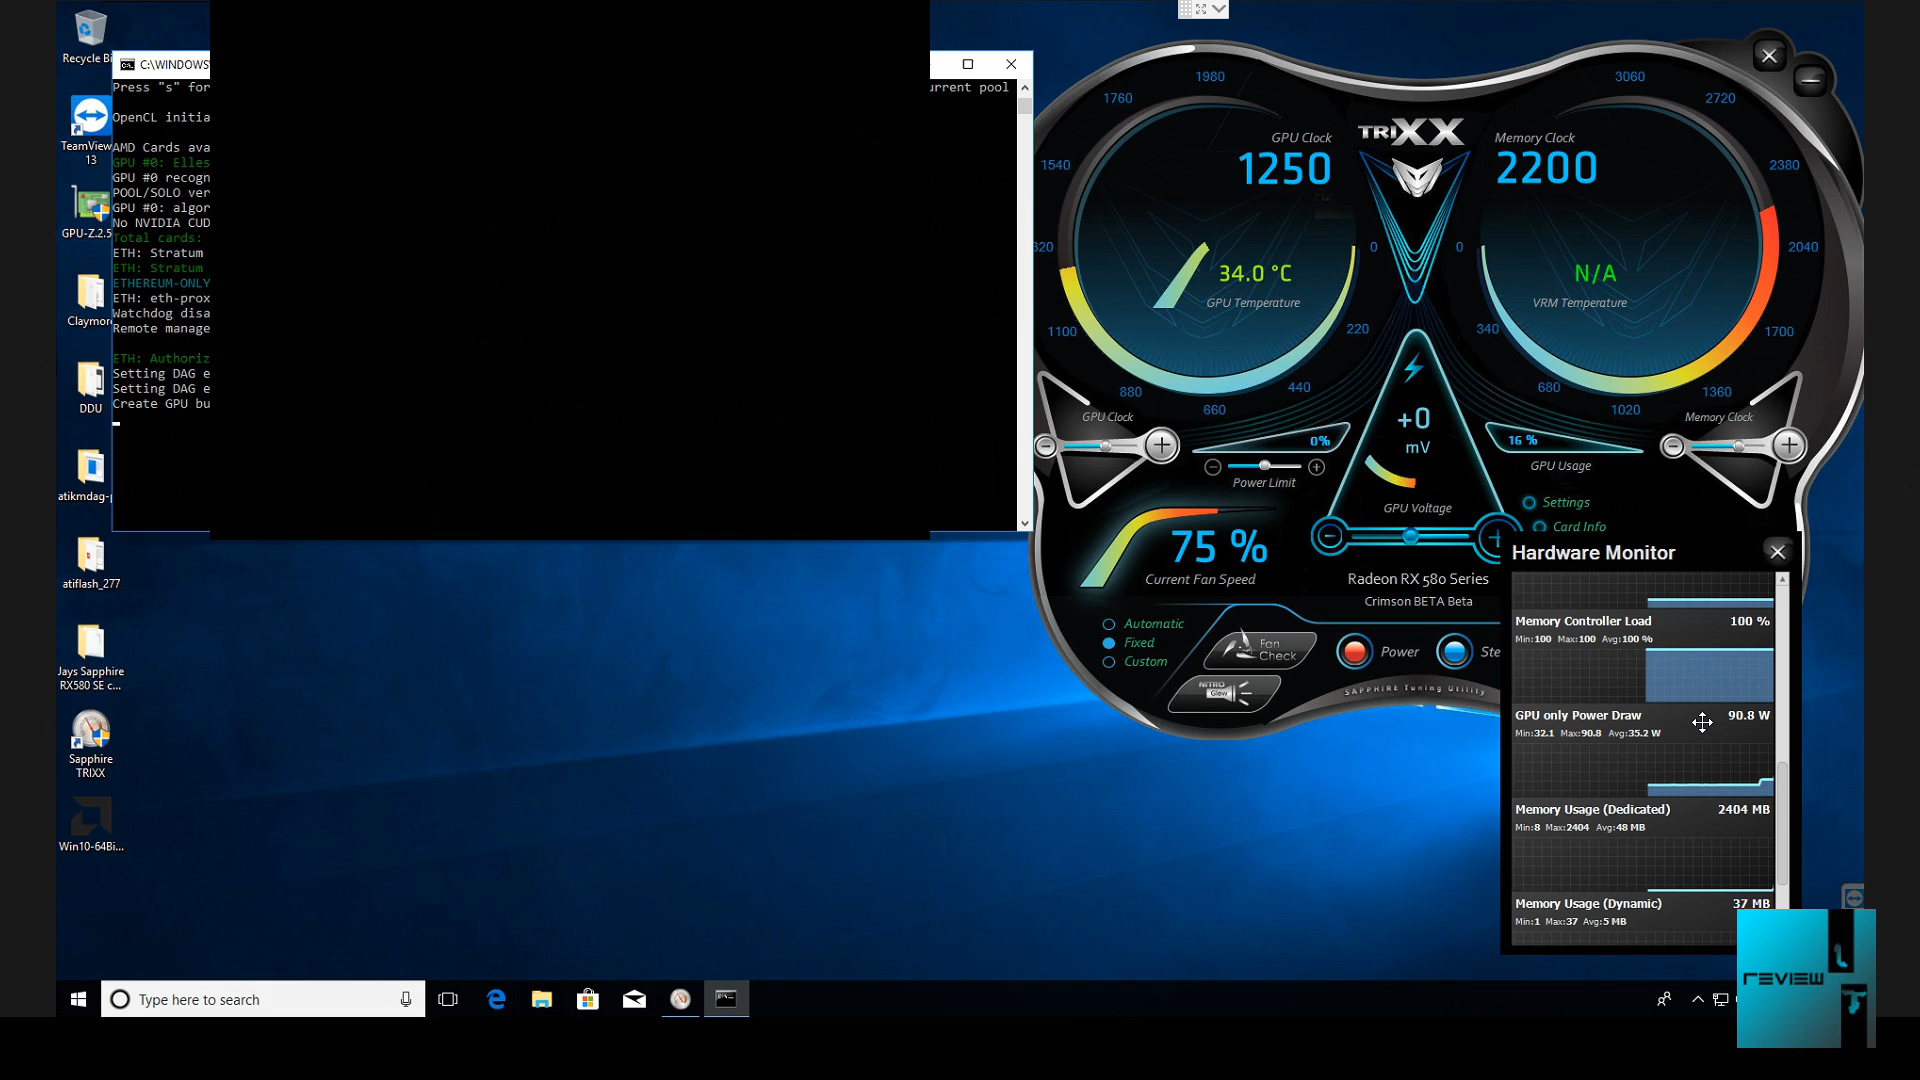 Recycle Bi
C:\WINDOWS
Press "s" for
current pool
OpenCL initia
AMD Cards ava
GPU #0: Elles
GPU #0 recogn
POOL/SOLO ver
GPU #0: algor
No NVIDIA CUD
Total cards:
ETH: Stratum
ETH: Stratum
ETHEREUM-ONLY
ETH: eth-prox
Watchdog disa
Remote manage
ETH: Authoriz
Setting DAG e
Setting DAG e
Create GPU bu
TeamView
13
GPU-Z.2.5
Claymor
DDU
atikmdag-p
atiflash_277
Jays Sapphire
RX580 SE c...
Sapphire
TRIXX
Win10-64Bi...
1980
1760
1540
320
1100
880
660
440
220
0
GPU Clock
1250
34.0 °C
GPU Temperature
TRIXX
3060
2720
2380
2040
1700
1360
1020
680
340
0
Memory Clock
2200
N/A
VRM Temperature
GPU Clock
0%
Power Limit
+0
mV
GPU Voltage
16 %
GPU Usage
Memory Clock
Settings
Card Info
75 %
Current Fan Speed
Radeon RX 580 Series
Crimson BETA Beta
Automatic
Fixed
Custom
Fan
Check
NITRO
Glow
Power
Ste
SAPPHIRE Tuning Utility
Hardware Monitor
Memory Controller Load 100 %
Min:100 Max:100 Avg:100 %
GPU only Power Draw 90.8 W
Min:32.1 Max:90.8 Avg:35.2 W
Memory Usage (Dedicated) 2404 MB
Min:8 Max:2404 Avg:48 MB
Memory Usage (Dynamic) 37 MB
Min:1 Max:37 Avg:5 MB
Type here to search
REVIEW